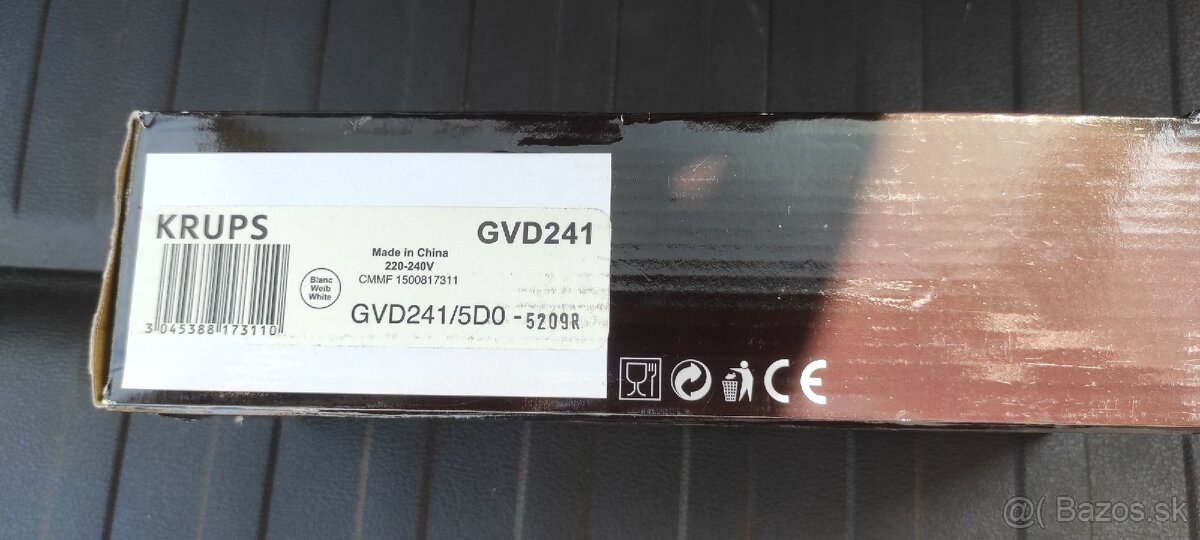 KRUPS
GVD241
Made in China
220-240V
CMMF 1500817311
Blanc
Weib
White
GVD241/5D0 - 5209R
3 045388 173110
CE
@( Bazos.sk